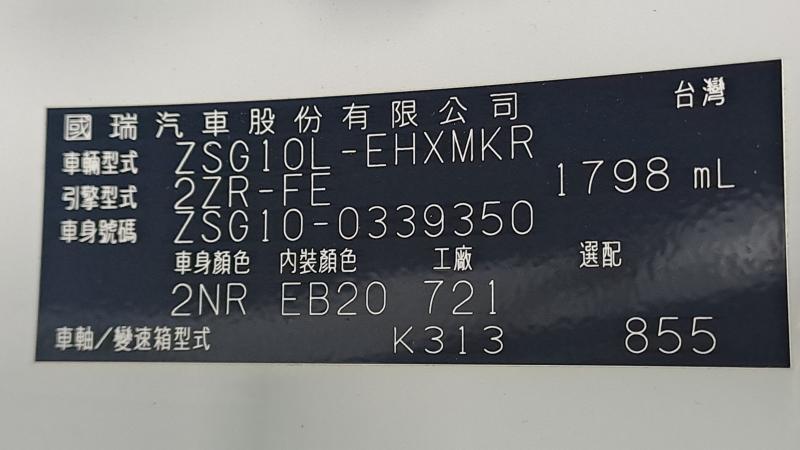 國瑞汽車股份有限公司 台灣
車輛型式 ZSG10L-EHXMKR
引擎型式 2ZR-FE 1798 mL
車身號碼 ZSG10-0339350
車身顏色 內裝顏色 工廠 選配
2NR EB20 721
車軸/變速箱型式 K313 855